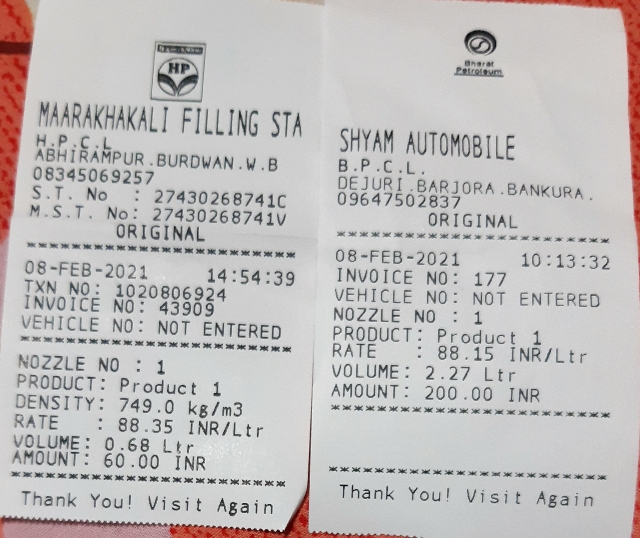 HP
MAARAKHAKALI FILLING STA
H.P.C.L
ABHIRAMPUR.BURDWAN.W.B
08345069257
S.T. No : 27430268741C
M.S.T. No: 27430268741V
ORIGINAL
08-FEB-2021 14:54:39
TXN NO: 1020806924
INVOICE NO: 43909
VEHICLE NO: NOT ENTERED
NOZZLE NO : 1
PRODUCT: Product 1
DENSITY: 749.0 kg/m3
RATE : 88.35 INR/Ltr
VOLUME: 0.68 Ltr
AMOUNT: 60.00 INR
Thank You! Visit Again
Bharat
Petroleum
SHYAM AUTOMOBILE
B.P.C.L.
DEJURI.BARJORA.BANKURA.
09647502837
ORIGINAL
08-FEB-2021 10:13:32
INVOICE NO: 177
VEHICLE NO: NOT ENTERED
NOZZLE NO : 1
PRODUCT: Product 1
RATE : 88.15 INR/Ltr
VOLUME: 2.27 Ltr
AMOUNT: 200.00 INR
Thank You! Visit Again